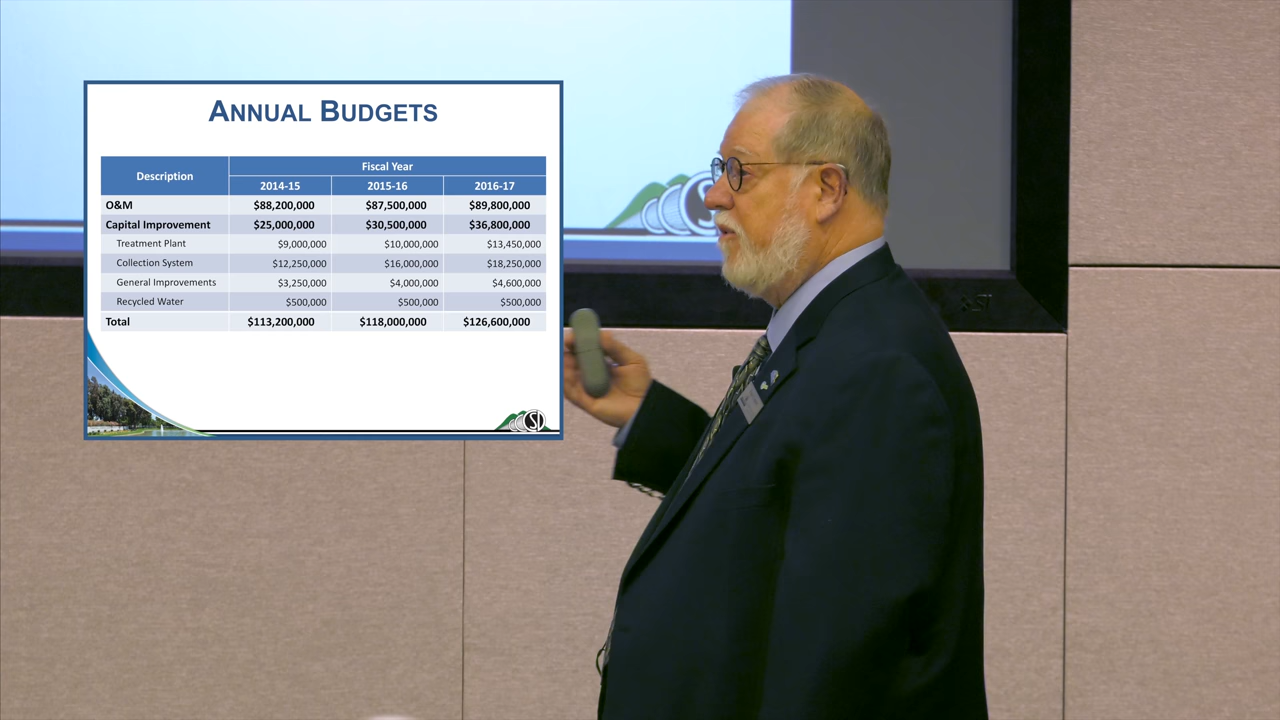 ANNUAL BUDGETS
Description Fiscal Year
2014-15 2015-16 2016-17
O&M $88,200,000 $87,500,000 $89,800,000
Capital Improvement $25,000,000 $30,500,000 $36,800,000
Treatment Plant $9,000,000 $10,000,000 $13,450,000
Collection System $12,250,000 $16,000,000 $18,250,000
General Improvements $3,250,000 $4,000,000 $4,600,000
Recycled Water $500,000 $500,000 $500,000
Total $113,200,000 $118,000,000 $126,600,000